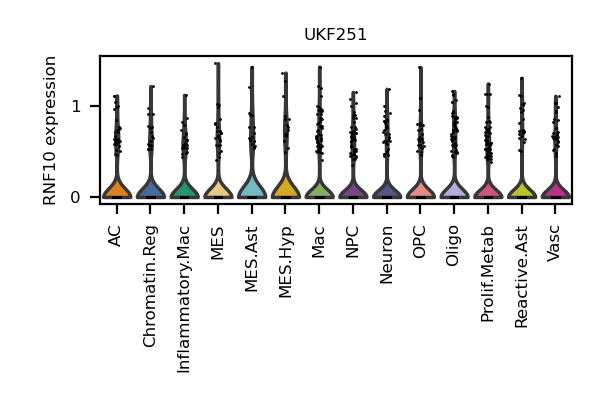 UKF251
RNF10 expression
1
0
AC
Chromatin.Reg
Inflammatory.Mac
MES
MES.Ast
MES.Hyp
Mac
NPC
Neuron
OPC
Oligo
Prolif.Metab
Reactive.Ast
Vasc